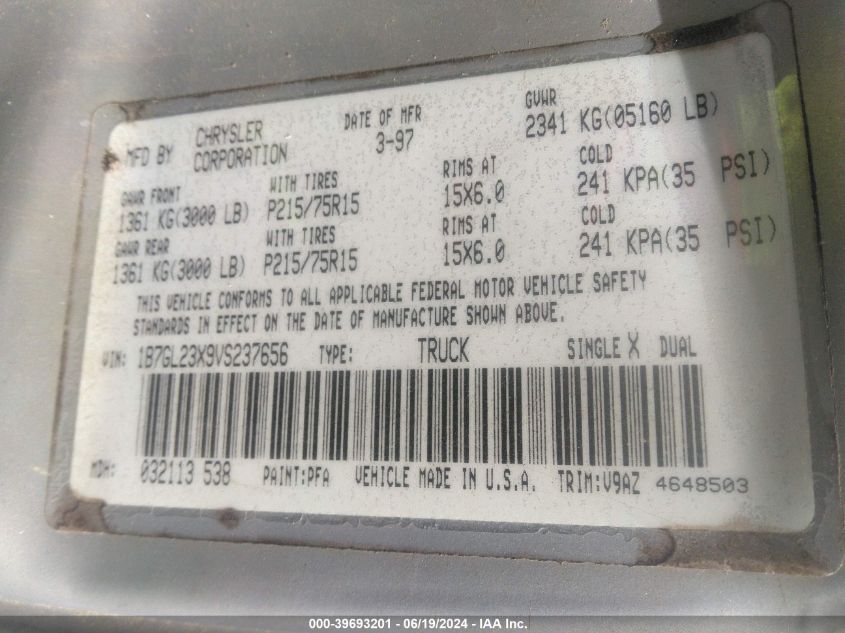 MFD BY CHRYSLER CORPORATION DATE OF MFR 3-97 GVWR 2341 KG(05160 LB)
GAWR FRONT WITH TIRES RIMS AT COLD
1361 KG(3000 LB) P215/75R15 15X6.0 241 KPA(35 PSI)
GAWR REAR WITH TIRES RIMS AT COLD
1361 KG(3000 LB) P215/75R15 15X6.0 241 KPA(35 PSI)
THIS VEHICLE CONFORMS TO ALL APPLICABLE FEDERAL MOTOR VEHICLE SAFETY
STANDARDS IN EFFECT ON THE DATE OF MANUFACTURE SHOWN ABOVE.
VIN: 1B7GL23X9VS237656 TYPE: TRUCK SINGLE X DUAL
MDH: 032113 538 PAINT:PFA VEHICLE MADE IN U.S.A. TRIM:V9AZ 4648503
000-39693201 - 06/19/2024 - IAA Inc.